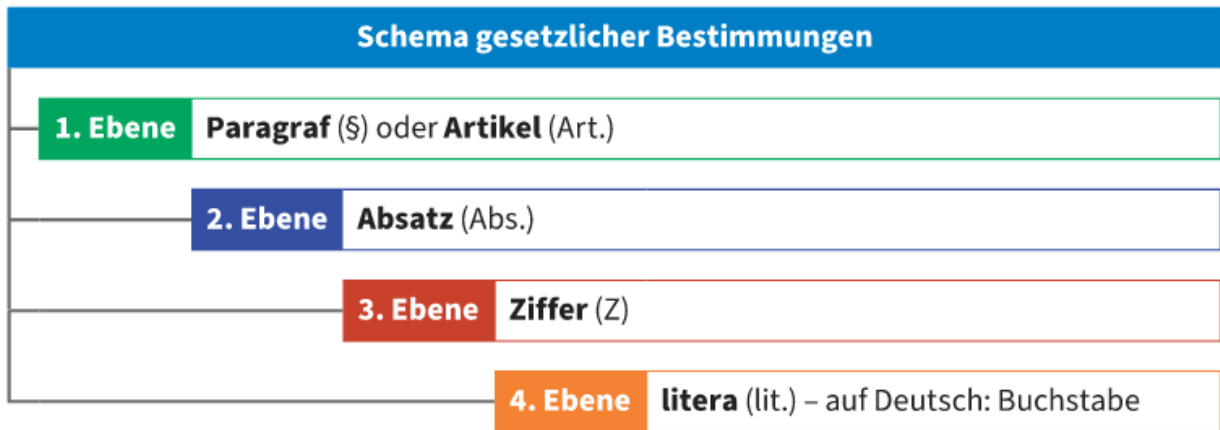 Schema gesetzlicher Bestimmungen
1. Ebene Paragraf (§) oder Artikel (Art.)
2. Ebene Absatz (Abs.)
3. Ebene Ziffer (Z)
4. Ebene litera (lit.) – auf Deutsch: Buchstabe